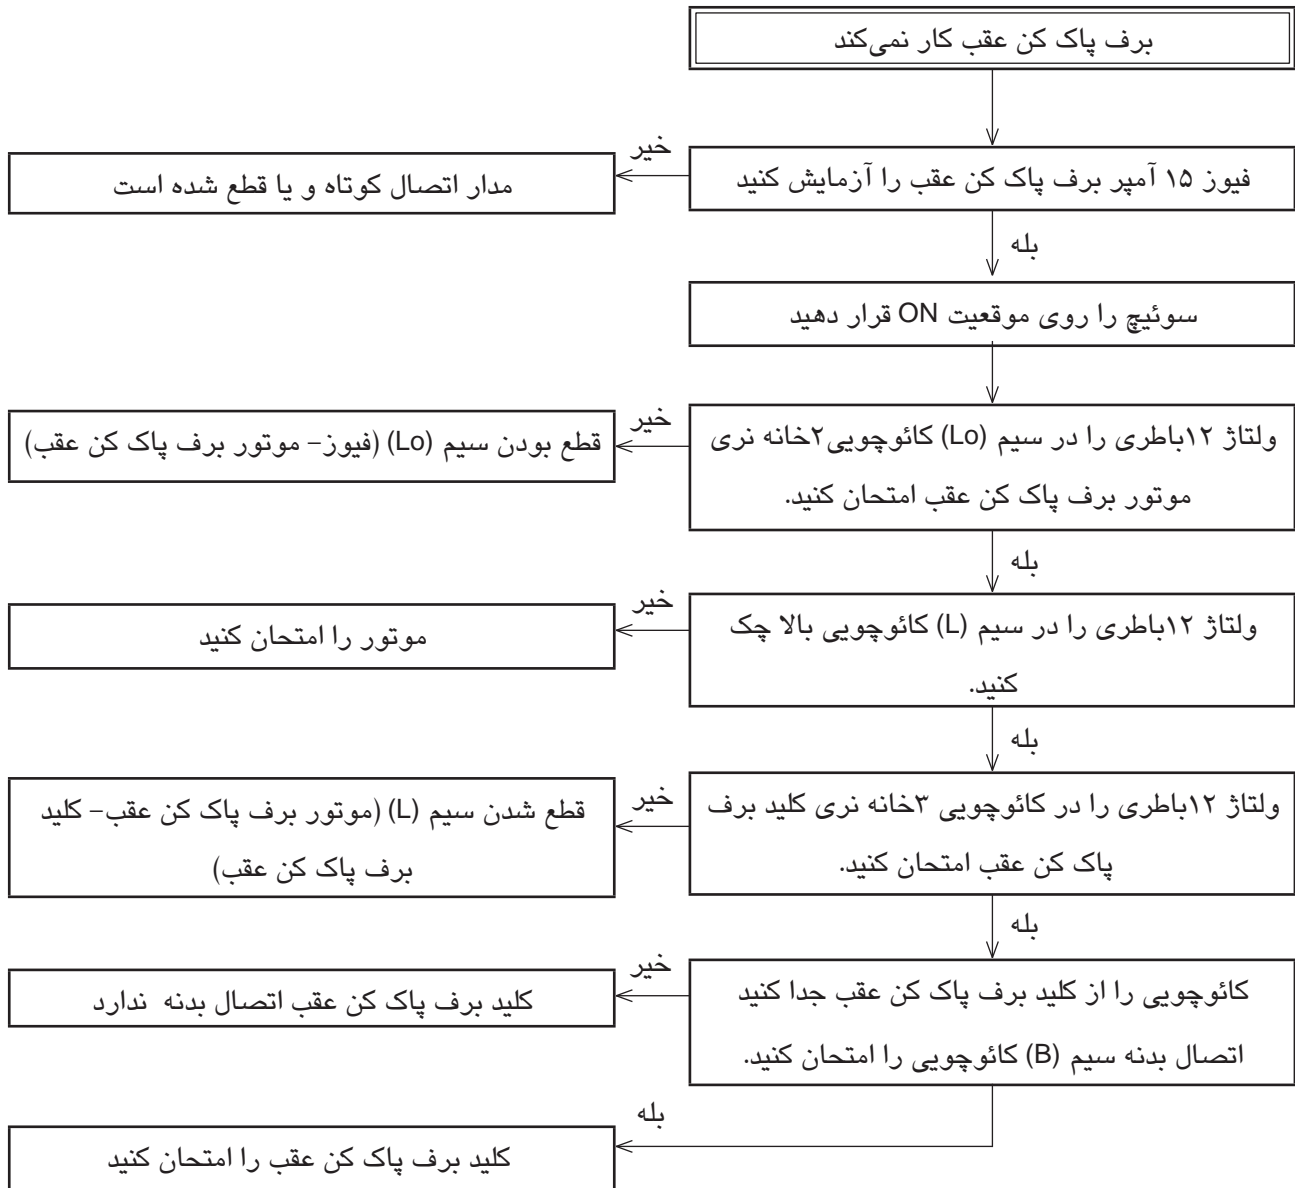 برف پاک کن عقب کار نمی‌کند
فیوز ۱۵ آمپر برف پاک کن عقب را آزمایش کنید
خیر
مدار اتصال کوتاه و یا قطع شده است
بله
سوئیچ را روی موقعیت ON قرار دهید
ولتاژ ۱۲باطری را در سیم (Lo) کائوچویی۲خانه نری
موتور برف پاک کن عقب امتحان کنید.
خیر
قطع بودن سیم (Lo) (فیوز– موتور برف پاک کن عقب)
بله
ولتاژ ۱۲باطری را در سیم (L) کائوچویی بالا چک
کنید.
خیر
موتور را امتحان کنید
بله
ولتاژ ۱۲باطری را در کائوچویی ۳خانه نری کلید برف
پاک کن عقب امتحان کنید.
خیر
قطع شدن سیم (L) (موتور برف پاک کن عقب– کلید
برف پاک کن عقب)
بله
کائوچویی را از کلید برف پاک کن عقب جدا کنید
اتصال بدنه سیم (B) کائوچویی را امتحان کنید.
خیر
کلید برف پاک کن عقب اتصال بدنه ندارد
بله
کلید برف پاک کن عقب را امتحان کنید